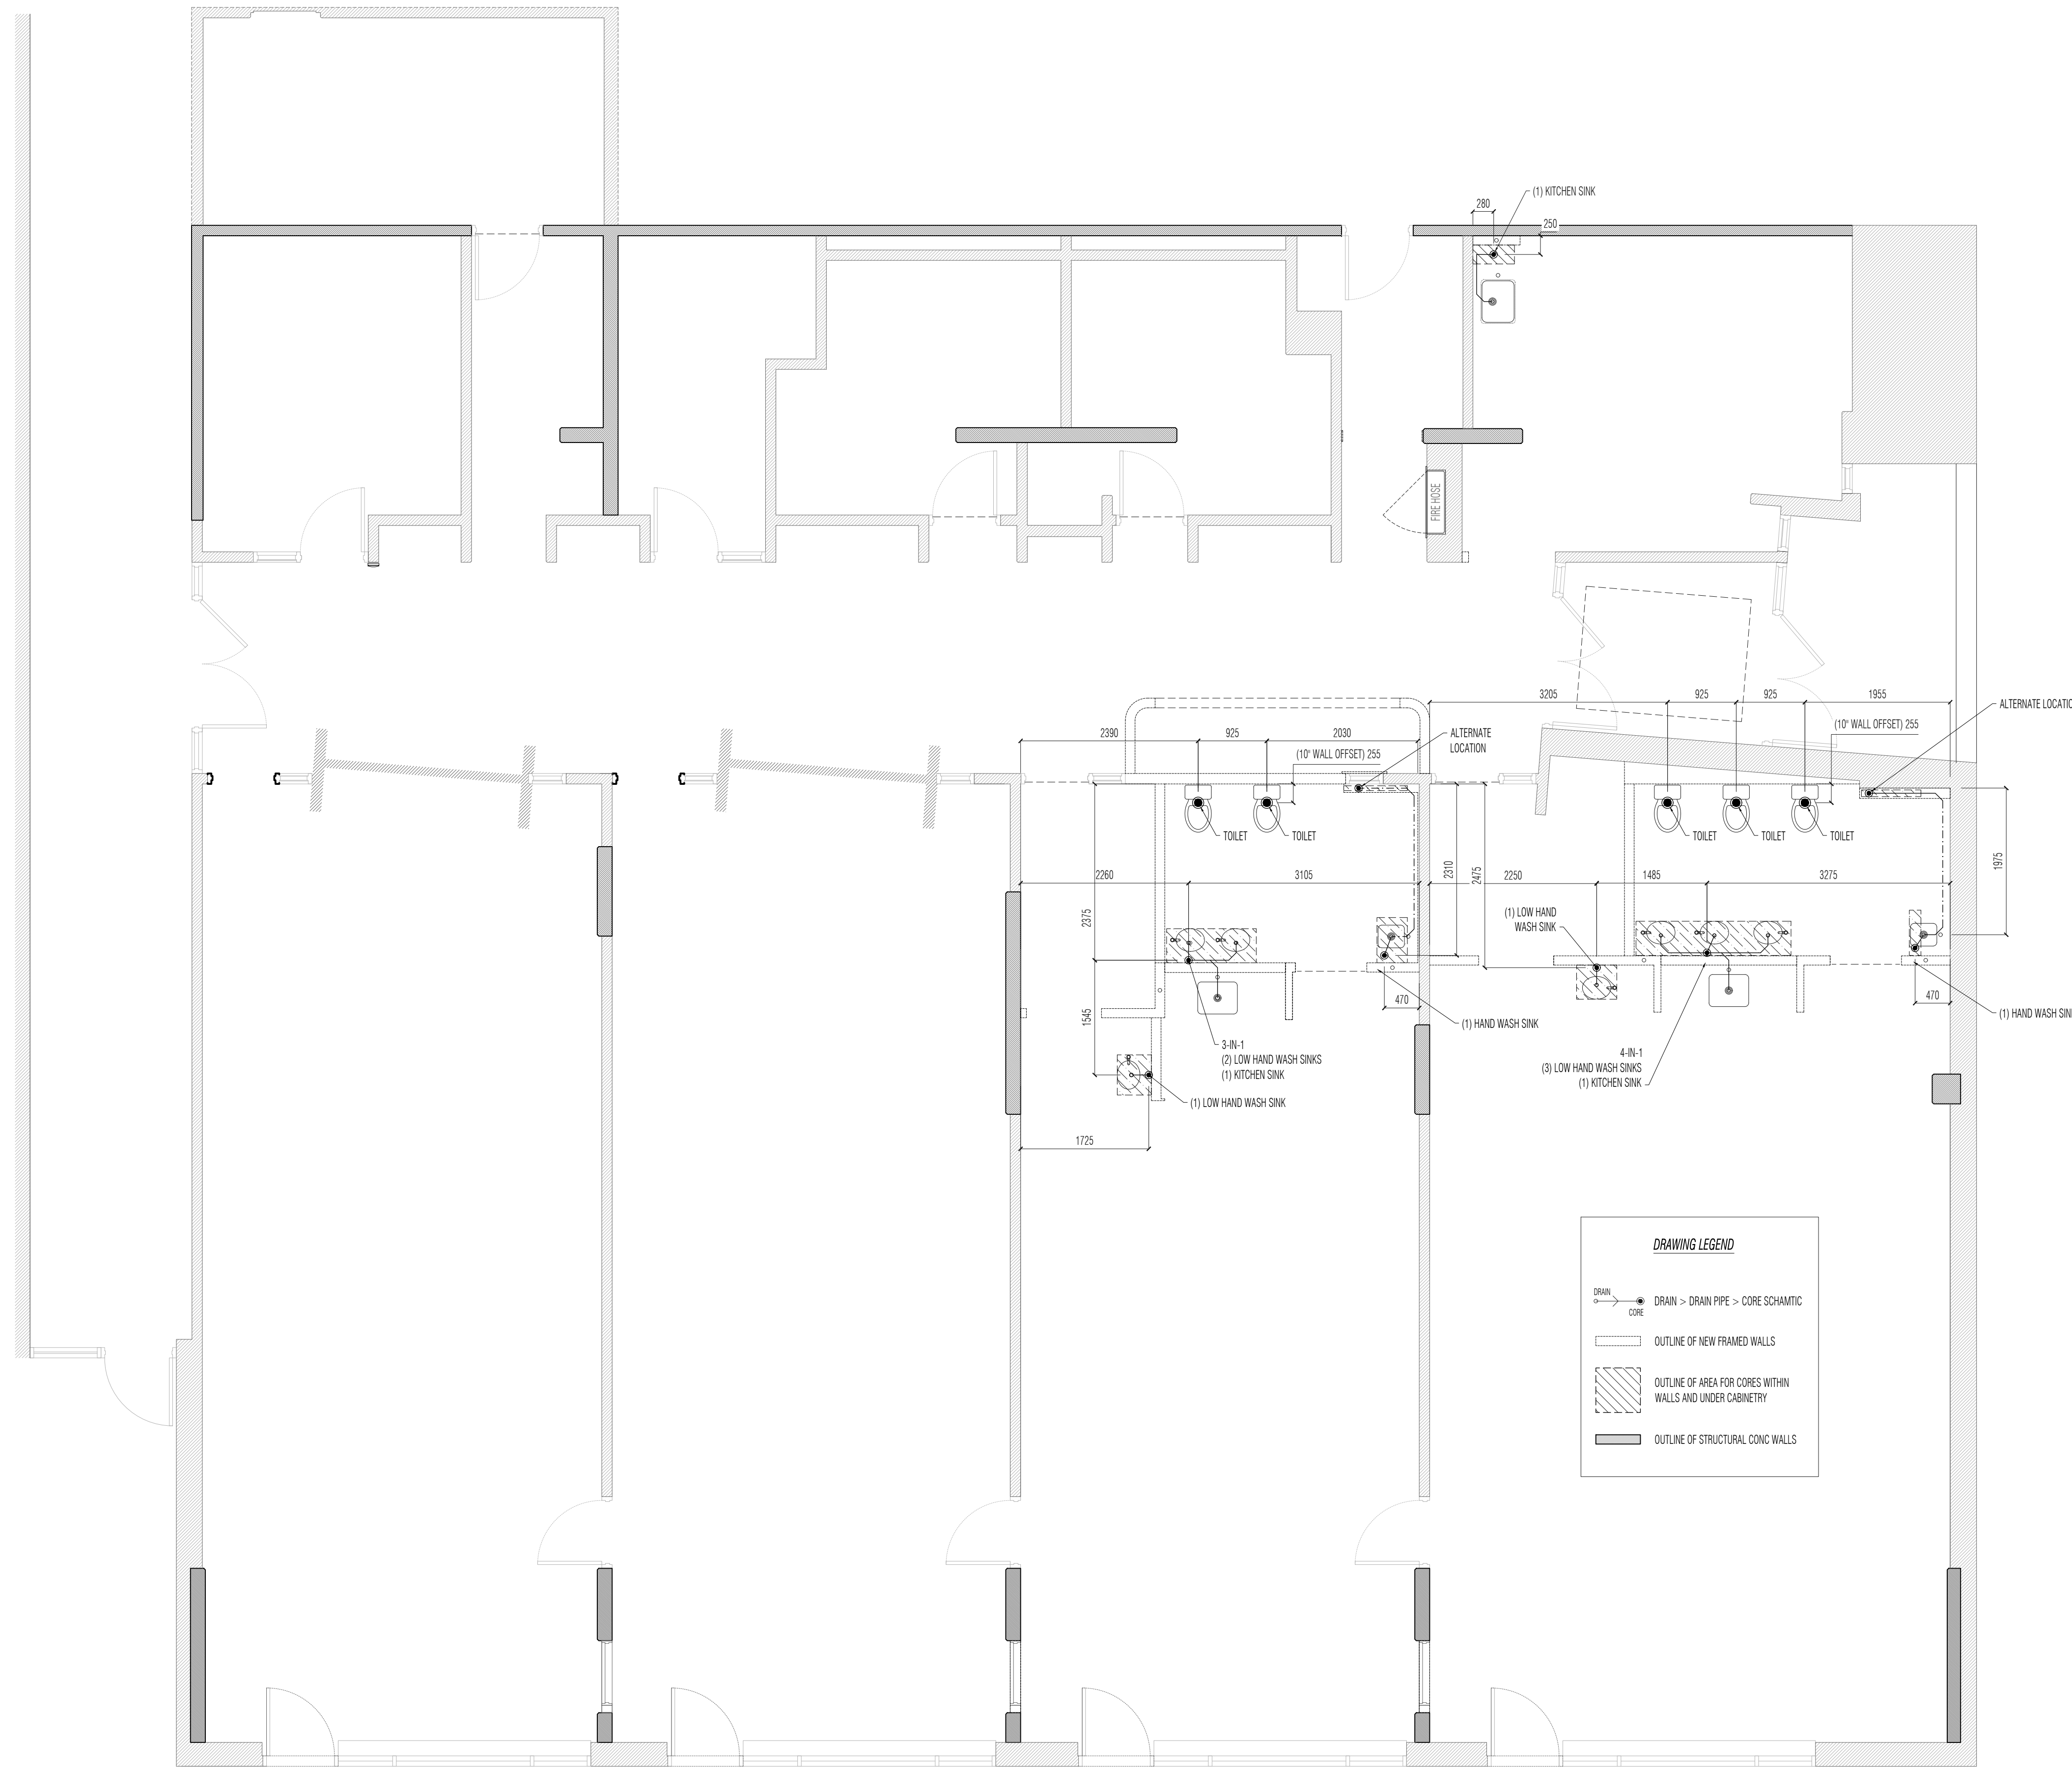 (1) KITCHEN SINK
280
250
FIRE HOSE
3205
925
925
1955
ALTERNATE LOCATIO
(10" WALL OFFSET) 255
2390
925
2030
ALTERNATE
LOCATION
(10" WALL OFFSET) 255
TOILET
TOILET
TOILET
TOILET
TOILET
2310
2475
1975
2260
3105
2250
1485
3275
2375
(1) LOW HAND
WASH SINK
470
470
1545
(1) HAND WASH SINK
(1) HAND WASH SIN
3-IN-1
(2) LOW HAND WASH SINKS
(1) KITCHEN SINK
4-IN-1
(3) LOW HAND WASH SINKS
(1) KITCHEN SINK
(1) LOW HAND WASH SINK
1725
DRAWING LEGEND
DRAIN
CORE
DRAIN > DRAIN PIPE > CORE SCHAMTIC
OUTLINE OF NEW FRAMED WALLS
OUTLINE OF AREA FOR CORES WITHIN
WALLS AND UNDER CABINETRY
OUTLINE OF STRUCTURAL CONC WALLS